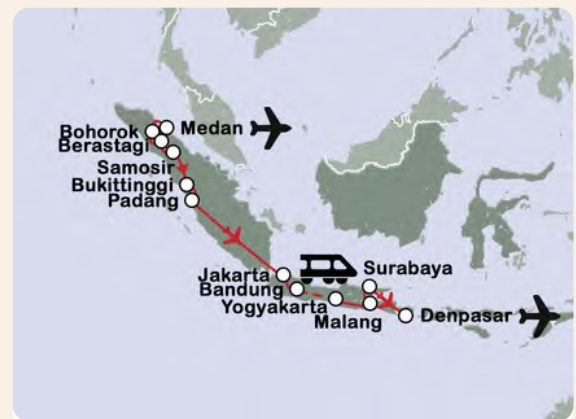 Medan
Bohorok
Berastagi
Samosir
Bukittinggi
Padang
Jakarta
Surabaya
Bandung
Yogyakarta
Malang
Denpasar